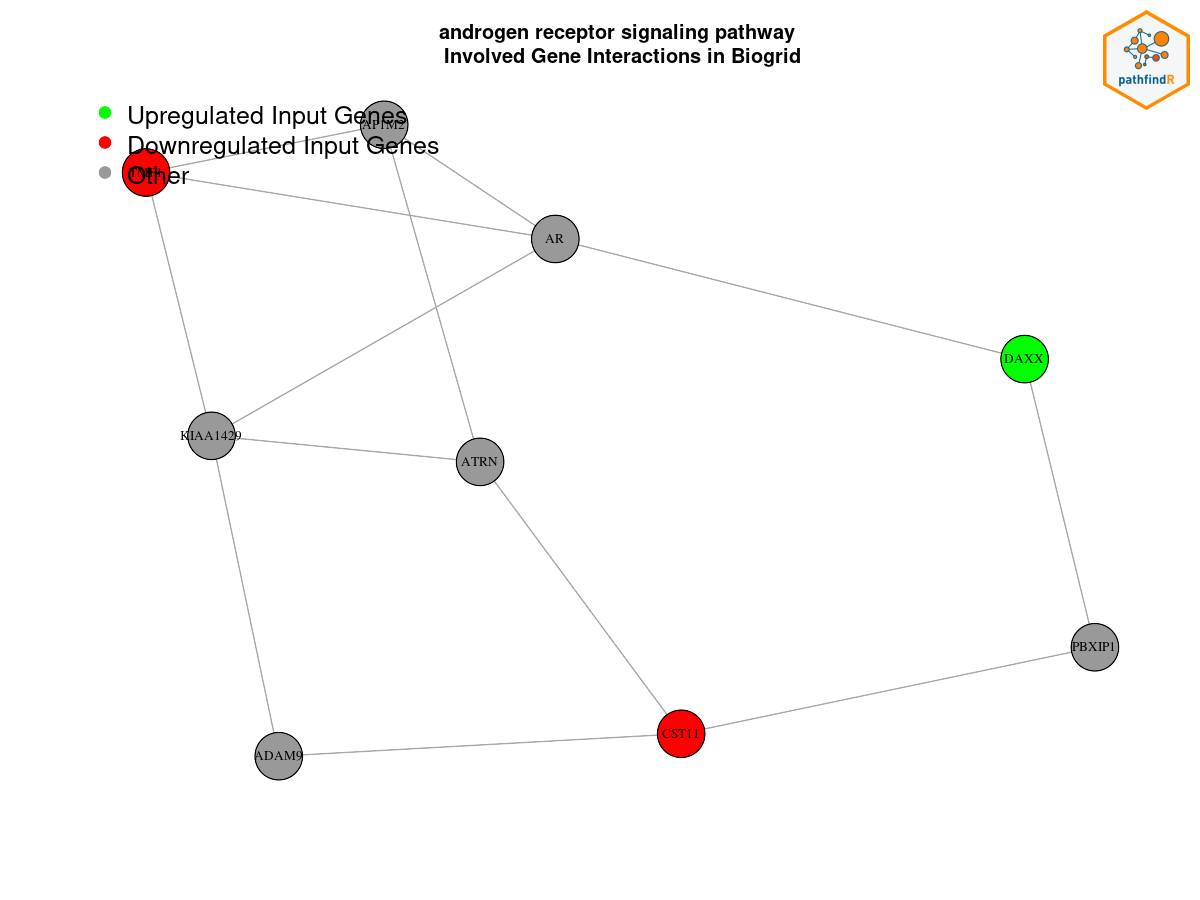 androgen receptor signaling pathway
Involved Gene Interactions in Biogrid
pathfindR
Upregulated Input Genes
AP1M2
Downregulated Input Genes
Other
AR
DAXX
KIAA1429
ATRN
PBXIP1
CST11
ADAM9